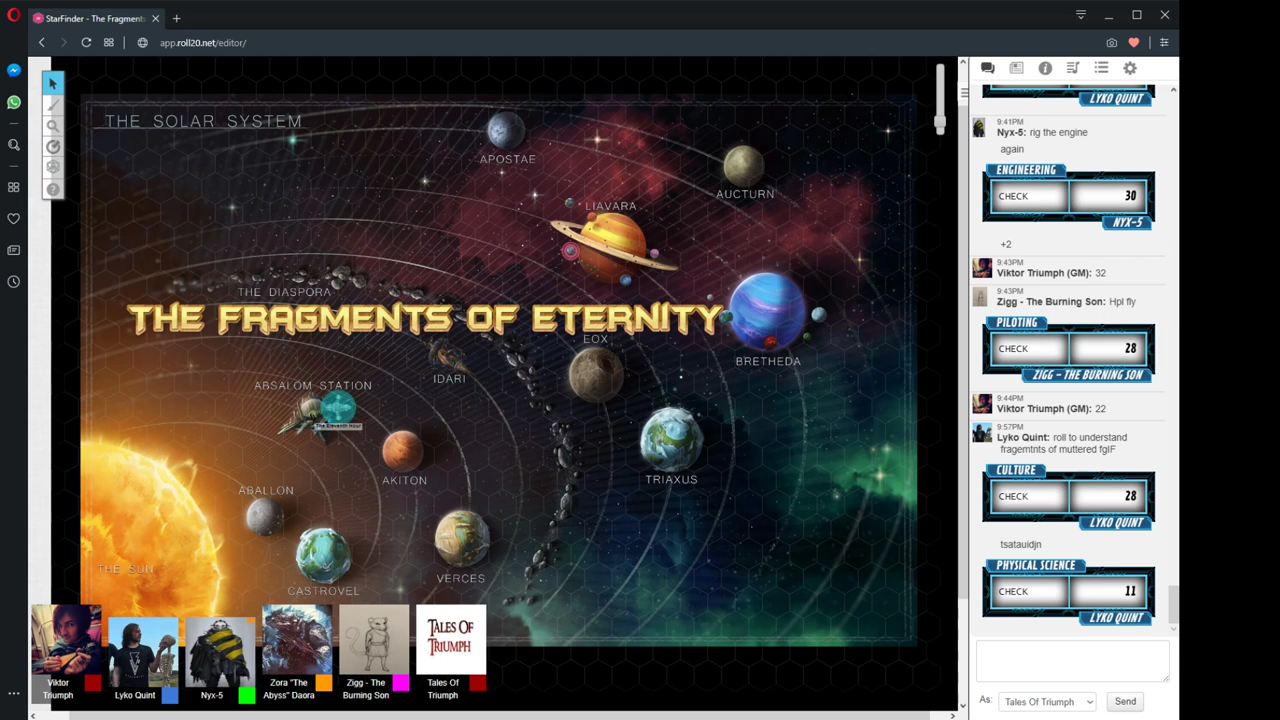 StarFinder - The Fragments
app.roll20.net/editor/
THE SOLAR SYSTEM
APOSTAE
AUCTURN
LIAVARA
THE DIASPORA
THE FRAGMENTS OF ETERNITY
EOX
BRETHEDA
IDARI
ABSALOM STATION
The Eleventh Hour
AKITON
TRIAXUS
ABALLON
VERCES
THE SUN
CASTROVEL
TALES OF
TRIUMPH
Viktor
Triumph
Lyko Quint
Nyx-5
Zora "The
Abyss" Daora
Zigg - The
Burning Son
Tales Of
Triumph
LYKO QUINT
9:41PM
Nyx-5: rig the engine
again
ENGINEERING
CHECK 30
NYX-5
+2
9:43PM
Viktor Triumph (GM): 32
9:43PM
Zigg - The Burning Son: Hpl fly
PILOTING
CHECK 28
ZIGG - THE BURNING SON
9:44PM
Viktor Triumph (GM): 22
9:57PM
Lyko Quint: roll to understand
fragemtnts of muttered fgIF
CULTURE
CHECK 28
LYKO QUINT
tsatauidjn
PHYSICAL SCIENCE
CHECK 11
LYKO QUINT
As: Tales Of Triumph Send